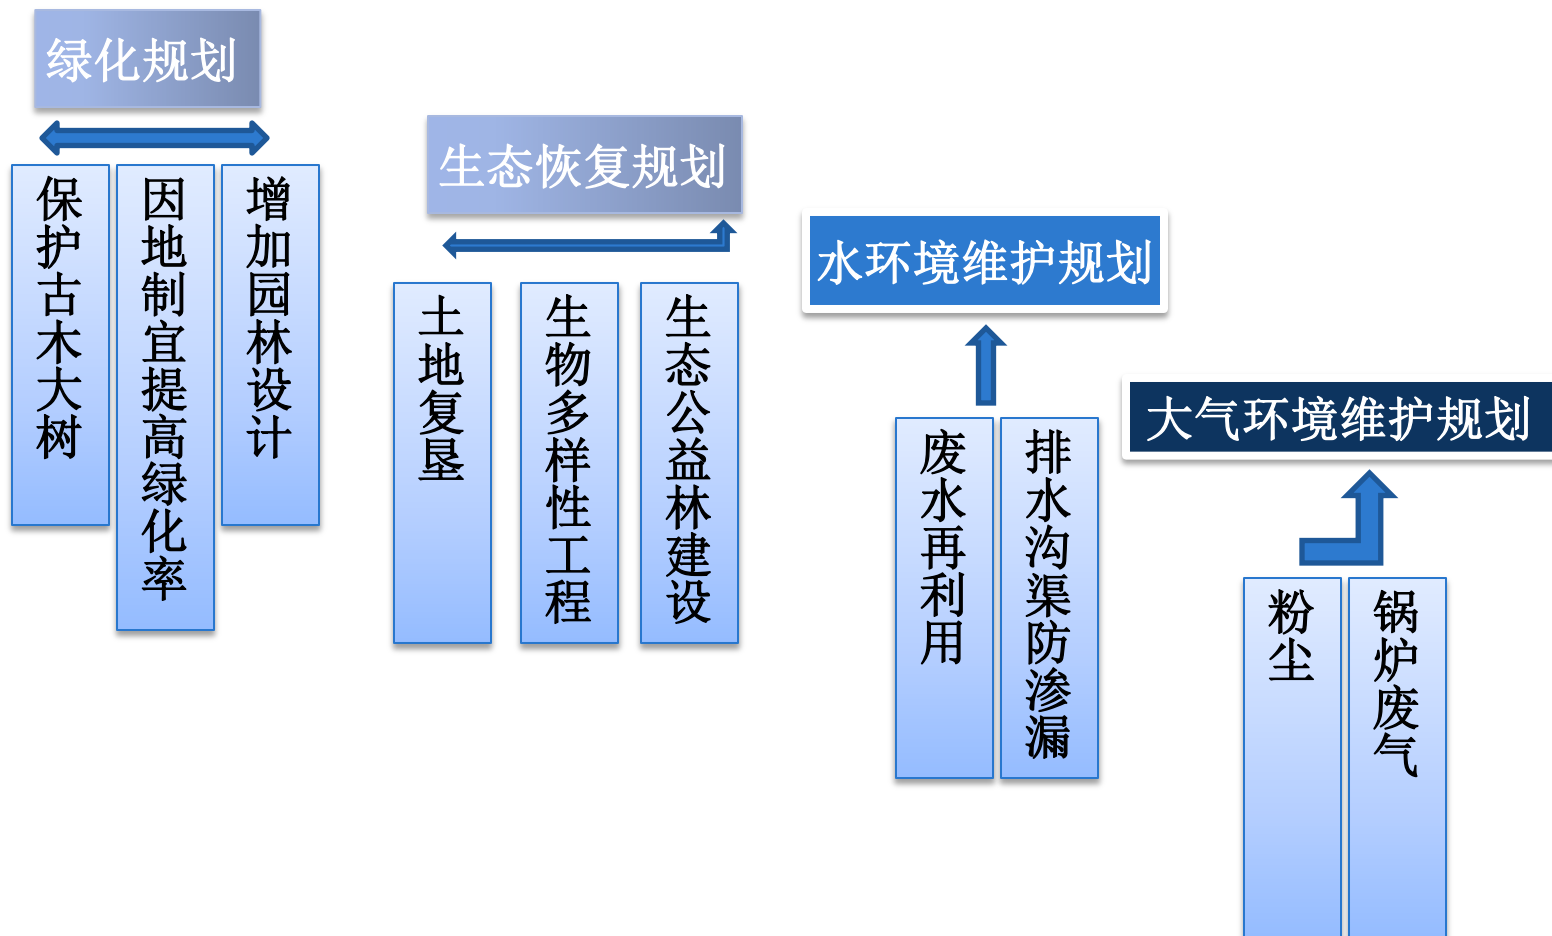 绿化规划
保护古木大树
因地制宜提高绿化率
增加园林设计
生态恢复规划
土地复垦
生物多样性工程
生态公益林建设
水环境维护规划
废水再利用
排水沟渠防渗漏
大气环境维护规划
粉尘
锅炉废气